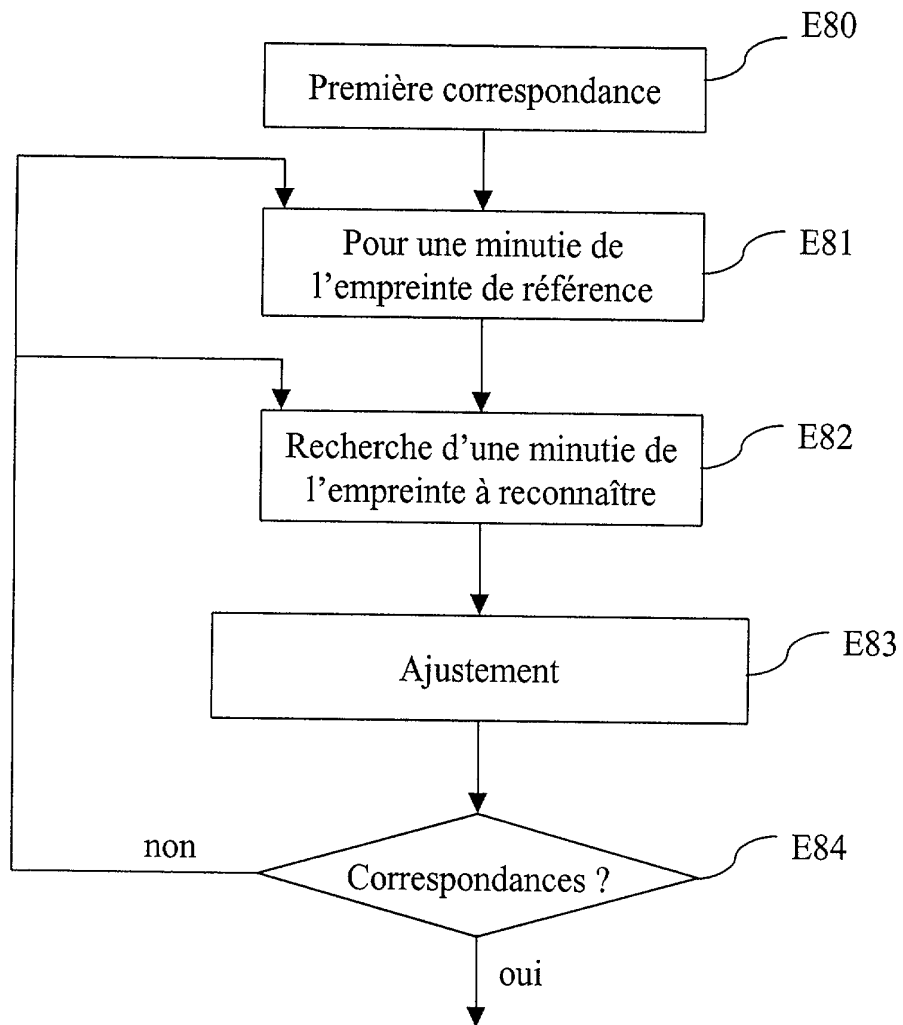 E80
Première correspondance
Pour une minutie de
l’empreinte de référence
E81
Recherche d’une minutie de
l’empreinte à reconnaître
E82
Ajustement
E83
non
Correspondances ?
E84
oui